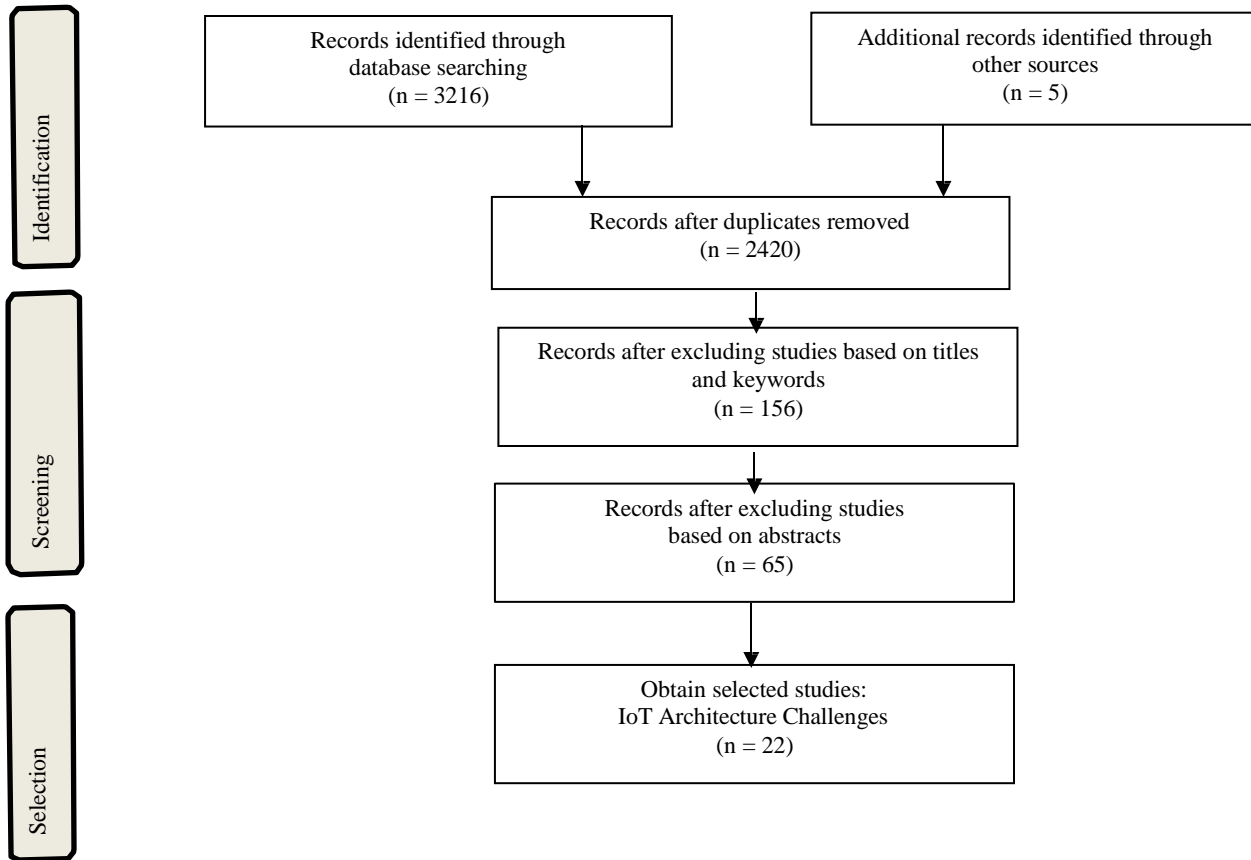 Identification
Records identified through
database searching
(n = 3216)
Additional records identified through
other sources
(n = 5)
Records after duplicates removed
(n = 2420)
Screening
Records after excluding studies based on titles
and keywords
(n = 156)
Records after excluding studies
based on abstracts
(n = 65)
Selection
Obtain selected studies:
IoT Architecture Challenges
(n = 22)